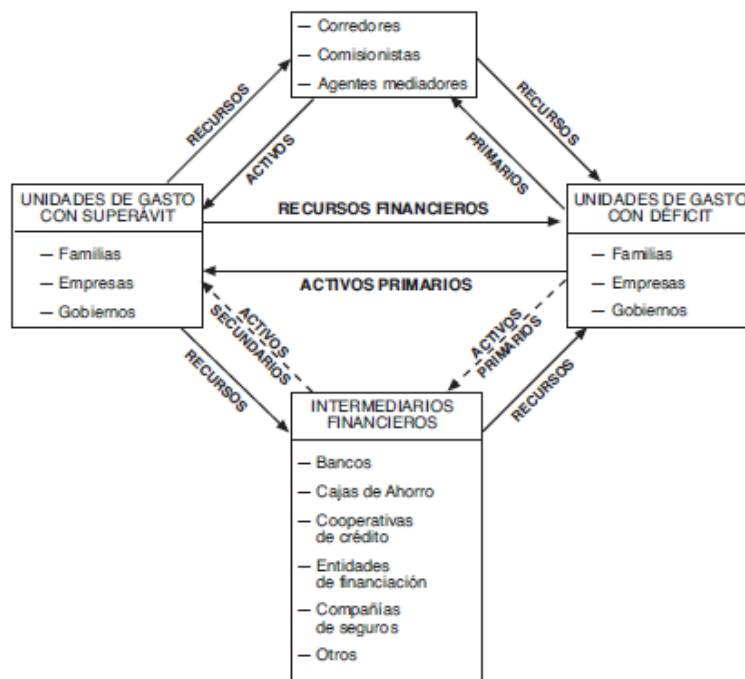 — Corredores
— Comisionistas
— Agentes mediadores
RECURSOS
ACTIVOS
PRIMARIOS
RECURSOS
UNIDADES DE GASTO
CON SUPERÁVIT
— Familias
— Empresas
— Gobiernos
RECURSOS FINANCIEROS
ACTIVOS PRIMARIOS
UNIDADES DE GASTO
CON DÉFICIT
— Familias
— Empresas
— Gobiernos
ACTIVOS
SECUNDARIOS
RECURSOS
ACTIVOS
PRIMARIOS
RECURSOS
INTERMEDIARIOS
FINANCIEROS
— Bancos
— Cajas de Ahorro
— Cooperativas
de crédito
— Entidades
de financiación
— Compañías
de seguros
— Otros